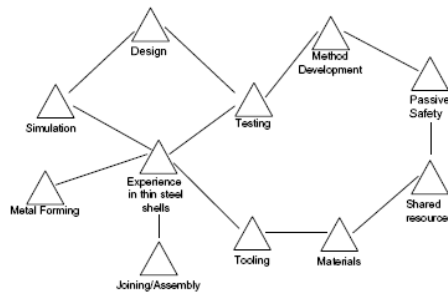 Design
Method
Development
Simulation
Testing
Passive
Safety
Metal Forming
Experience
in thin steel
shells
Shared
resource
Tooling
Materials
Joining/Assembly